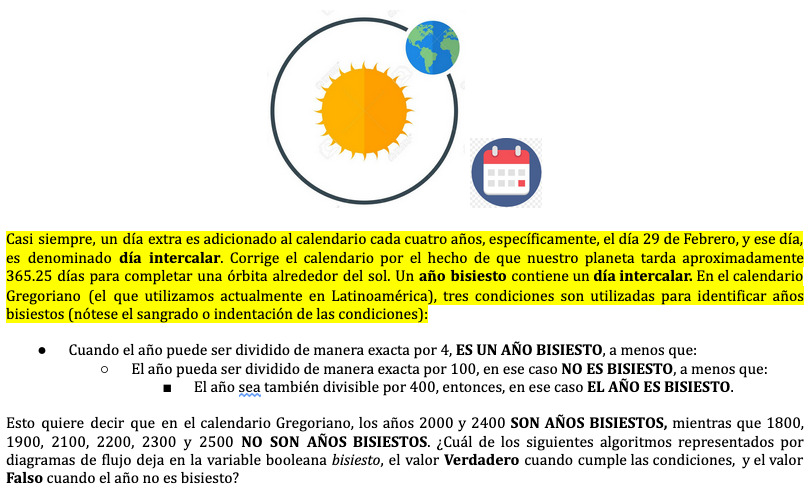 Casi siempre, un día extra es adicionado al calendario cada cuatro años, específicamente, el día 29 de Febrero, y ese día,
es denominado día intercalar. Corrige el calendario por el hecho de que nuestro planeta tarda aproximadamente
365.25 días para completar una órbita alrededor del sol. Un año bisiesto contiene un día intercalar. En el calendario
Gregoriano (el que utilizamos actualmente en Latinoamérica), tres condiciones son utilizadas para identificar años
bisiestos (nótese el sangrado o indentación de las condiciones):
● Cuando el año puede ser dividido de manera exacta por 4, ES UN AÑO BISIESTO, a menos que:
○ El año pueda ser dividido de manera exacta por 100, en ese caso NO ES BISIESTO, a menos que:
■ El año sea también divisible por 400, entonces, en ese caso EL AÑO ES BISIESTO.
Esto quiere decir que en el calendario Gregoriano, los años 2000 y 2400 SON AÑOS BISIESTOS, mientras que 1800,
1900, 2100, 2200, 2300 y 2500 NO SON AÑOS BISIESTOS. ¿Cuál de los siguientes algoritmos representados por
diagramas de flujo deja en la variable booleana bisiesto, el valor Verdadero cuando cumple las condiciones, y el valor
Falso cuando el año no es bisiesto?